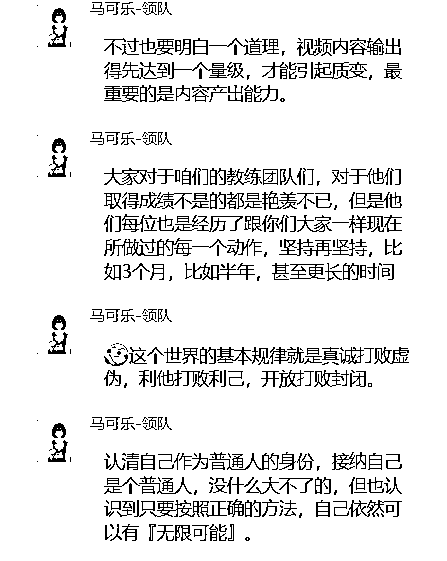 马可乐-领队
不过也要明白一个道理，视频内容输出
得先达到一个量级，才能引起质变，最
重要的是内容产出能力。
马可乐-领队
大家对于咱们的教练团队们，对于他们
取得成绩不是的都是艳羡不已，但是他
们每位也是经历了跟你们大家一样现在
所做过的每一个动作，坚持再坚持，比
如3个月，比如半年，甚至更长的时间
马可乐-领队
这个世界的基本规律就是真诚打败虚
伪，利他打败利己，开放打败封闭。
马可乐-领队
认清自己作为普通人的身份，接纳自己
是个普通人，没什么大不了的，但也认
识到只要按照正确的方法，自己依然可
以有『无限可能』。